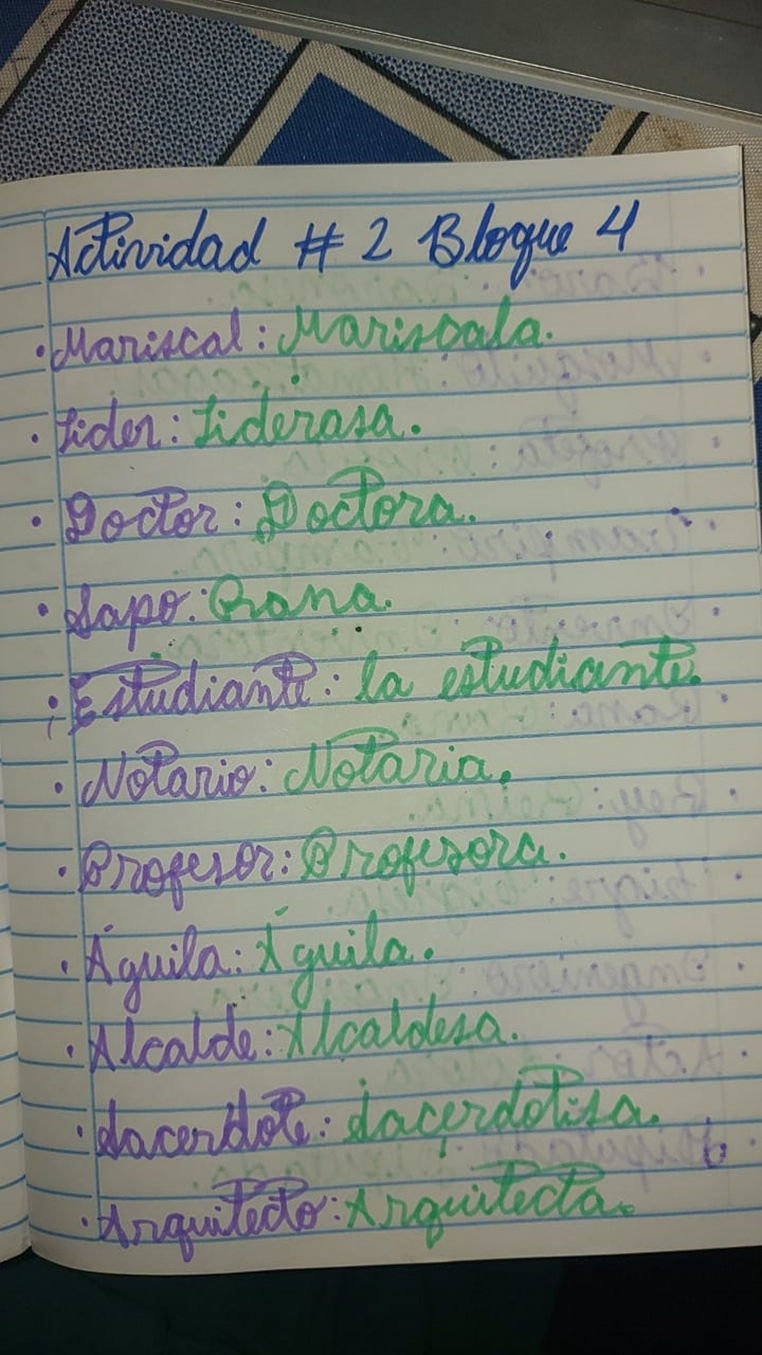 Actividad # 2 Bloque 4
• Mariscal: Mariscala.
• Lider: Liderasa.
• Doctor: Doctora.
• Sapo: Rana.
• Estudiante: la estudiante.
• Notario: Notaria.
• Profesor: Profesora.
• Águila: Águila.
• Alcalde: Alcaldesa.
• Sacerdote: Sacerdotisa.
• Arquitecto: Arquitecta.